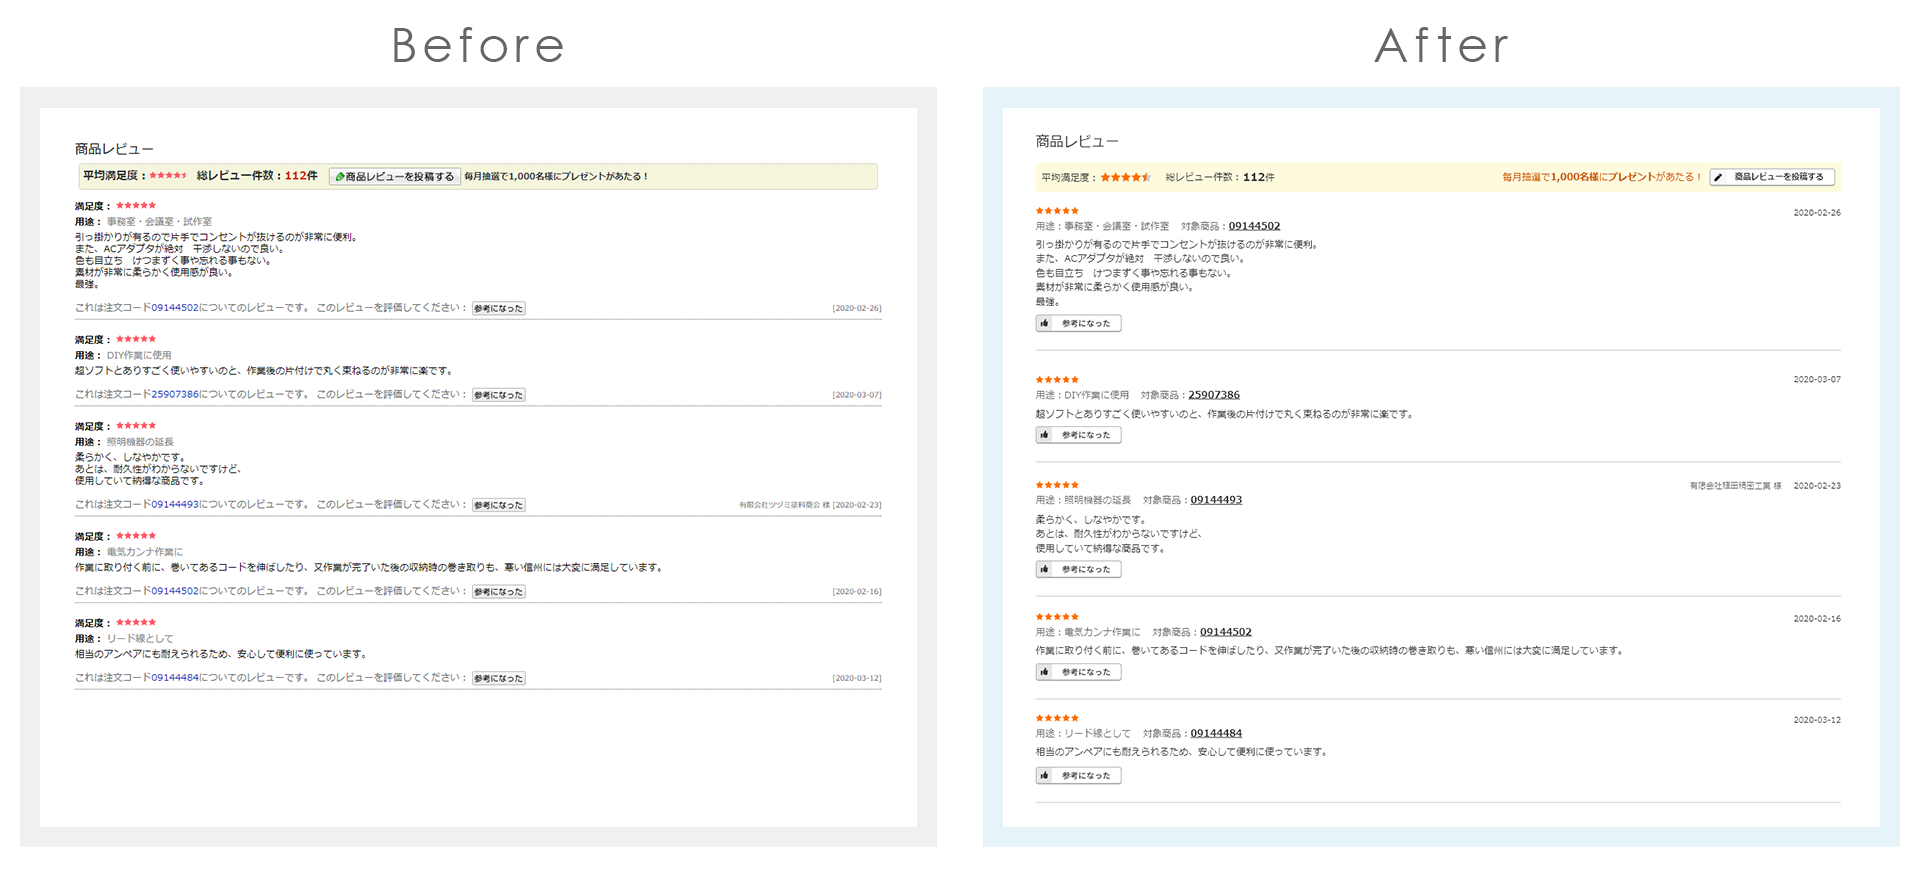 Before
商品レビュー
平均満足度：★★★★ 総レビュー件数：112件 商品レビューを投稿する 毎月抽選で1,000名様にプレゼントがあたる！
満足度：★★★★★
用途：事務室・会議室・試作室
引っ掛かりが有るので片手でコンセントが抜けるのが非常に便利。
また、ACアダプタが絶対　干渉しないので良い。
色も目立ち　けつまずく事や忘れる事もない。
素材が非常に柔らかく使用感が良い。
最強。
これは注文コード09144502についてのレビューです。 このレビューを評価してください： 参考になった [2020-02-26]
満足度：★★★★★
用途：DIY作業に使用
超ソフトとありすごく使いやすいのと、作業後の片付けで丸く束ねるのが非常に楽です。
これは注文コード25907386についてのレビューです。 このレビューを評価してください： 参考になった [2020-03-07]
満足度：★★★★★
用途：照明機器の延長
柔らかく、しなやかです。
あとは、耐久性がわからないですけど、
使用していて納得な商品です。
これは注文コード09144493についてのレビューです。 このレビューを評価してください： 参考になった 有限会社ツヅミ塗料商会 様 [2020-02-23]
満足度：★★★★★
用途：電気カンナ作業に
作業に取り付く前に、巻いてあるコードを伸ばしたり、又作業が完了いた後の収納時の巻き取りも、寒い信州には大変に満足しています。
これは注文コード09144502についてのレビューです。 このレビューを評価してください： 参考になった [2020-02-16]
満足度：★★★★★
用途：リード線として
相当のアンペアにも耐えられるため、安心して便利に使っています。
これは注文コード09144484についてのレビューです。 このレビューを評価してください： 参考になった [2020-03-12]
After
商品レビュー
平均満足度：★★★★ 総レビュー件数：112件 毎月抽選で1,000名様にプレゼントがあたる！ 商品レビューを投稿する
★★★★★ 2020-02-26
用途：事務室・会議室・試作室 対象商品：09144502
引っ掛かりが有るので片手でコンセントが抜けるのが非常に便利。
また、ACアダプタが絶対　干渉しないので良い。
色も目立ち　けつまずく事や忘れる事もない。
素材が非常に柔らかく使用感が良い。
最強。
参考になった
★★★★★ 2020-03-07
用途：DIY作業に使用 対象商品：25907386
超ソフトとありすごく使いやすいのと、作業後の片付けで丸く束ねるのが非常に楽です。
参考になった
★★★★★ 有限会社植田精密工業 様 2020-02-23
用途：照明機器の延長 対象商品：09144493
柔らかく、しなやかです。
あとは、耐久性がわからないですけど、
使用していて納得な商品です。
参考になった
★★★★★ 2020-02-16
用途：電気カンナ作業に 対象商品：09144502
作業に取り付く前に、巻いてあるコードを伸ばしたり、又作業が完了いた後の収納時の巻き取りも、寒い信州には大変に満足しています。
参考になった
★★★★★ 2020-03-12
用途：リード線として 対象商品：09144484
相当のアンペアにも耐えられるため、安心して便利に使っています。
参考になった